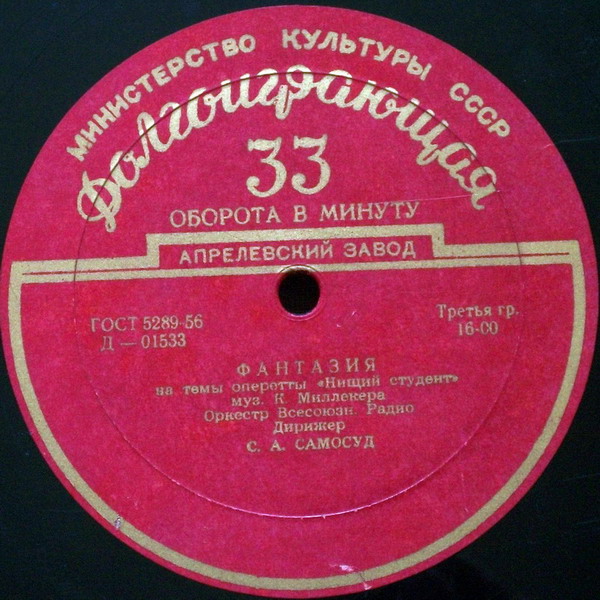 МИНИСТЕРСТВО КУЛЬТУРЫ СССР
Долгоиграющая
33
ОБОРОТА В МИНУТУ
АПРЕЛЕВСКИЙ ЗАВОД
ГОСТ 5289-56
Д — 01533
Третья гр.
16-00
ФАНТАЗИЯ
на темы оперетты «Нищий студент»
муз. К. Миллекера
Оркестр Всесоюзн. Радио
Дирижер
С. А. САМОСУД